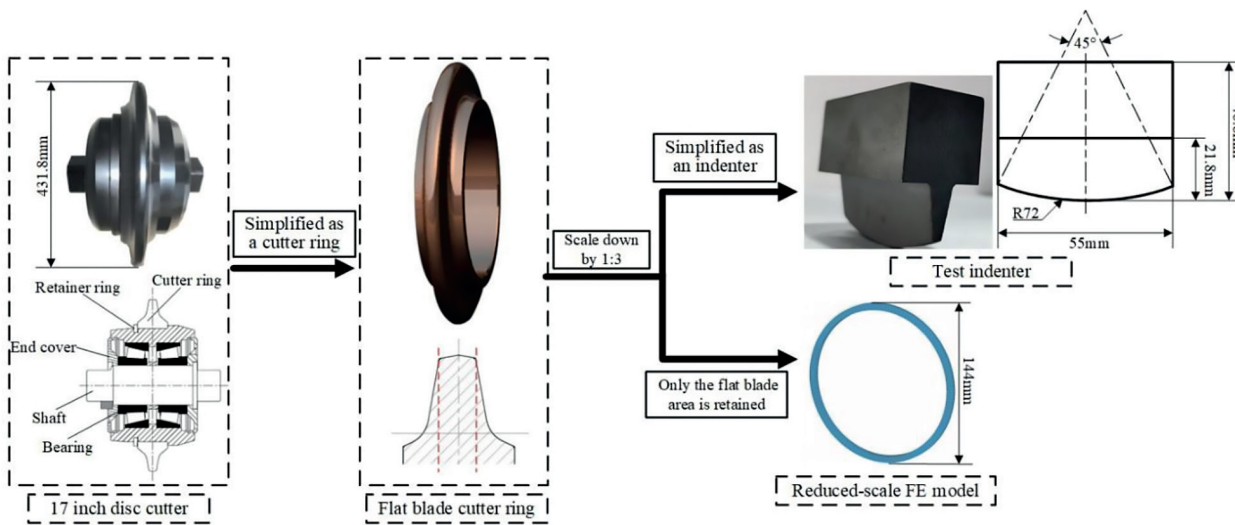 431.8mm
Retainer ring
Cutter ring
End cover
Shaft
Bearing
17 inch disc cutter
Simplified as
a cutter ring
Flat blade cutter ring
Scale down
by 1:3
Simplified as
an indenter
45°
21.8mm
R72
55mm
Test indenter
Only the flat blade
area is retained
144mm
Reduced-scale FE model